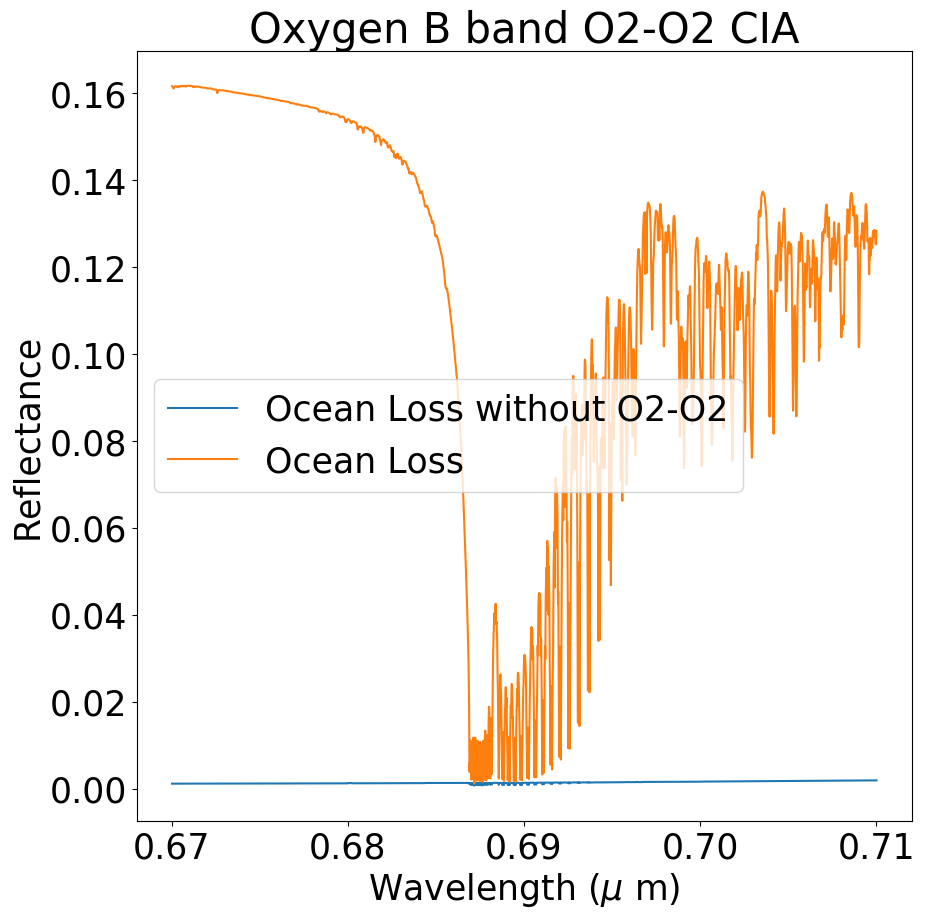 Oxygen B band O2-O2 CIA
Reflectance
0.16
0.14
0.12
0.10
0.08
0.06
0.04
0.02
0.00
Ocean Loss without O2-O2
Ocean Loss
0.67 0.68 0.69 0.70 0.71
Wavelength (μ m)